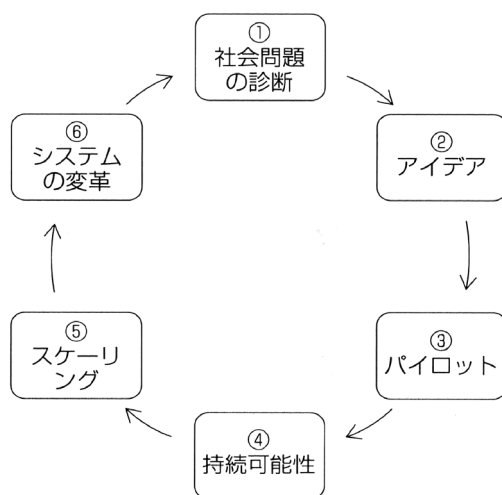 ①
社会問題
の診断
②
アイデア
③
パイロット
④
持続可能性
⑤
スケーリ
ング
⑥
システム
の変革